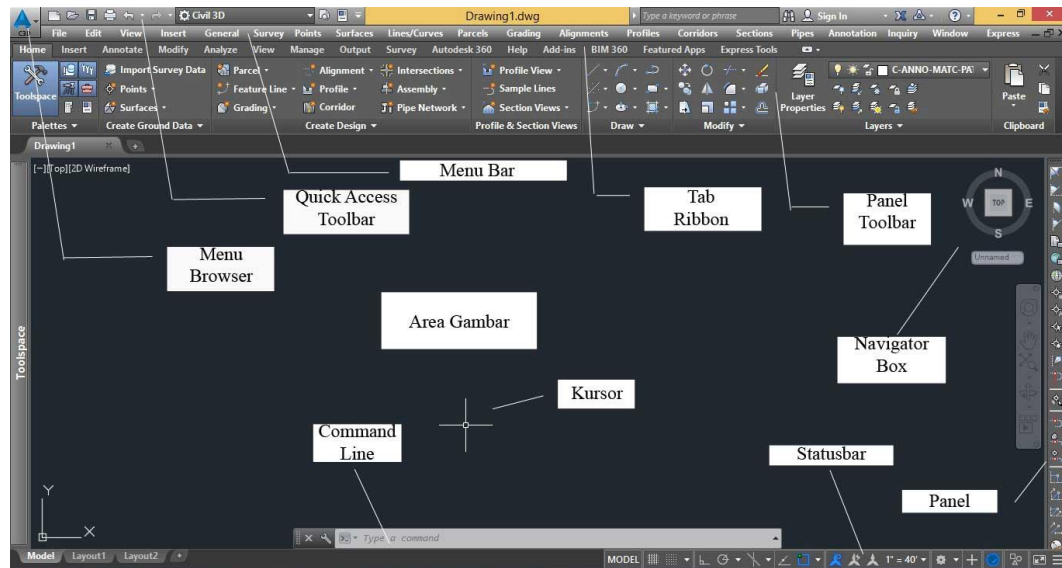 Civil 3D Drawing1.dwg Type a keyword or phrase Sign In
C3D File Edit View Insert General Survey Points Surfaces Lines/Curves Parcels Grading Alignments Profiles Corridors Sections Pipes Annotation Inquiry Window Express
Home Insert Annotate Modify Analyze View Manage Output Survey Autodesk 360 Help Add-ins BIM 360 Featured Apps Express Tools
Import Survey Data Parcel Alignment Intersections Profile View C-ANNO-MATC-PAT
Toolspace Points Feature Line Profile Assembly Sample Lines Layer Properties Paste
Surfaces Grading Corridor Pipe Network Section Views
Palettes Create Ground Data Create Design Profile & Section Views Draw Modify Layers Clipboard
Drawing1
[–][Top][2D Wireframe]
Menu Bar
N
Quick Access
Toolbar
Tab
Ribbon
Panel
Toolbar
W TOP E
S
Menu
Browser
Unnamed
Area Gambar
Toolspace
Navigator
Box
Kursor
Command
Line
Statusbar
Panel
Y
X
Type a command
Model Layout1 Layout2 + MODEL 1" = 40'